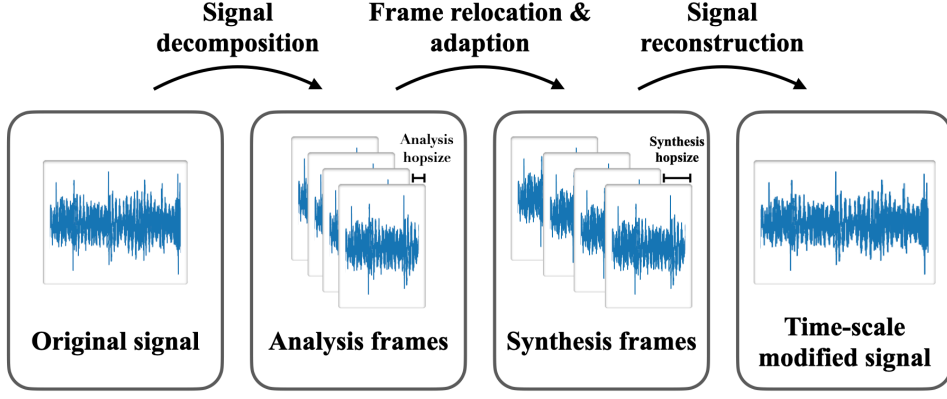 Signal
decomposition
Frame relocation &
adaption
Signal
reconstruction
Analysis
hopsize
Synthesis
hopsize
Original signal
Analysis frames
Synthesis frames
Time-scale
modified signal